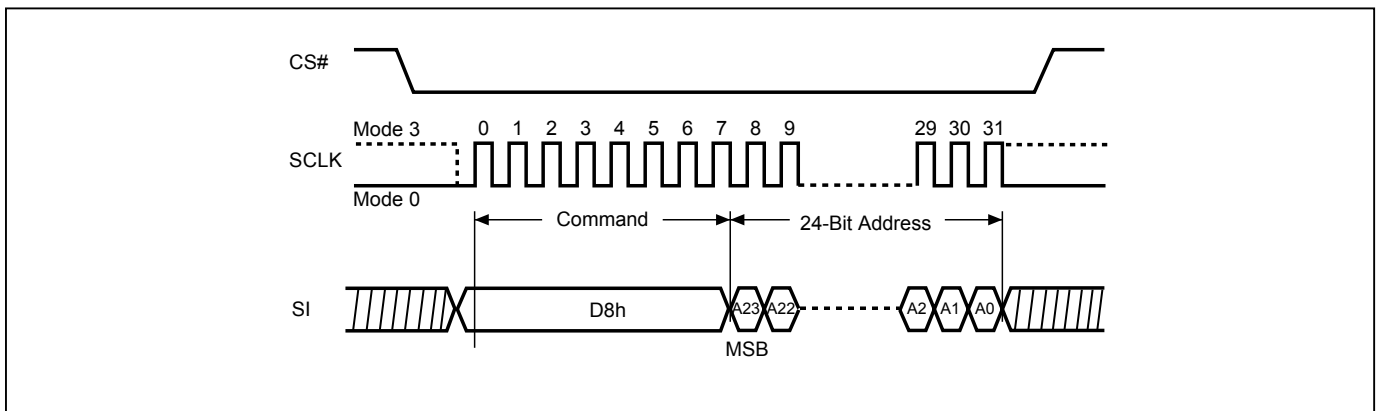 CS#
Mode 3
0 1 2 3 4 5 6 7 8 9 29 30 31
SCLK
Mode 0
Command
24-Bit Address
SI
D8h
A23 A22 A2 A1 A0
MSB